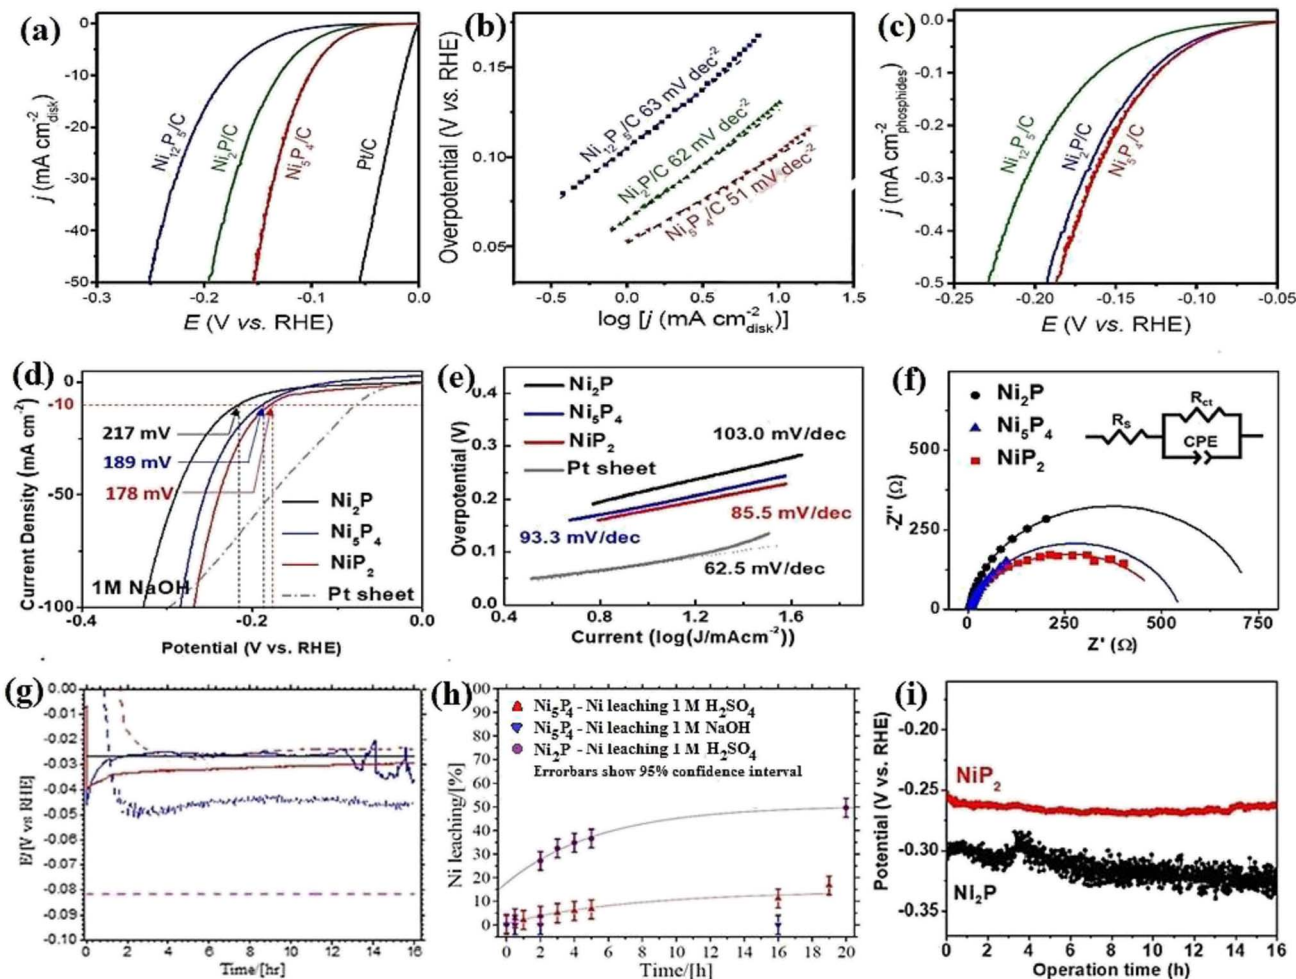 (a)
0
-10
-20
-30
-40
-50
j (mA cm⁻²disk)
Ni₁₂P₅/C
Ni₂P/C
Ni₅P₄/C
Pt/C
-0.3 -0.2 -0.1 0.0
E (V vs. RHE)
(b)
Overpotential (V vs. RHE)
0.15
0.10
0.05
Ni₁₂P₅/C 63 mV dec⁻²
Ni₂P/C 62 mV dec⁻²
Ni₅P₄/C 51 mV dec⁻²
-0.5 0.0 0.5 1.0 1.5
log [j (mA cm⁻²disk)]
(c)
0.0
-0.1
-0.2
-0.3
-0.4
-0.5
j (mA cm⁻²phosphides)
Ni₁₂P₅/C
Ni₂P/C
Ni₅P₄/C
-0.25 -0.20 -0.15 -0.10 -0.05
E (V vs. RHE)
(d)
Current Density (mA cm⁻²)
0
-10
-50
-100
217 mV
189 mV
178 mV
Ni₂P
Ni₅P₄
NiP₂
Pt sheet
1M NaOH
-0.4 -0.2 0.0
Potential (V vs. RHE)
(e)
Overpotential (V)
0.4
0.3
0.2
0.1
0.0
Ni₂P
Ni₅P₄
NiP₂
Pt sheet
103.0 mV/dec
85.5 mV/dec
93.3 mV/dec
62.5 mV/dec
0.4 0.8 1.2 1.6
Current (log(J/mAcm⁻²))
(f)
Ni₂P
Ni₅P₄
NiP₂
Rct
Rs
CPE
-Z'' (Ω)
500
250
0
0 250 500 750
Z' (Ω)
(g)
E/[V vs RHE]
0.00
-0.01
-0.02
-0.03
-0.04
-0.05
-0.06
-0.07
-0.08
-0.09
-0.10
0 4 8 12 16
Time/[hr]
(h)
Ni leaching/[%]
100
90
80
70
60
50
40
30
20
10
0
Ni₅P₄ - Ni leaching 1 M H₂SO₄
Ni₅P₄ - Ni leaching 1 M NaOH
Ni₂P - Ni leaching 1 M H₂SO₄
Errorbars show 95% confidence interval
0 2 4 6 8 10 12 14 16 18 20
Time/[h]
(i)
Potential (V vs. RHE)
-0.20
-0.25
-0.30
-0.35
NiP₂
Ni₂P
0 2 4 6 8 10 12 14 16
Operation time (h)